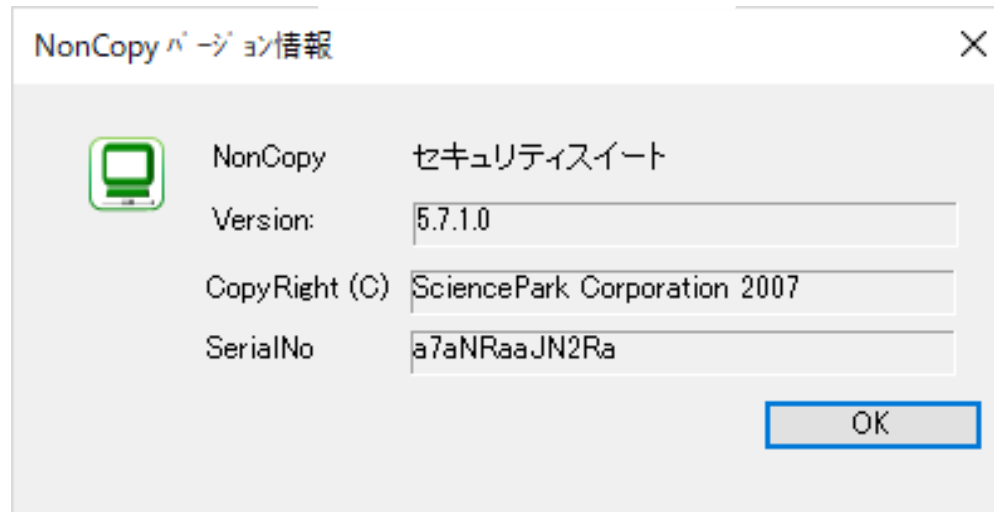 NonCopy ﾊﾞｰｼﾞｮﾝ情報
NonCopy セキュリティスイート
Version: 5.7.1.0
CopyRight (C) SciencePark Corporation 2007
SerialNo a7aNRaaJN2Ra
OK